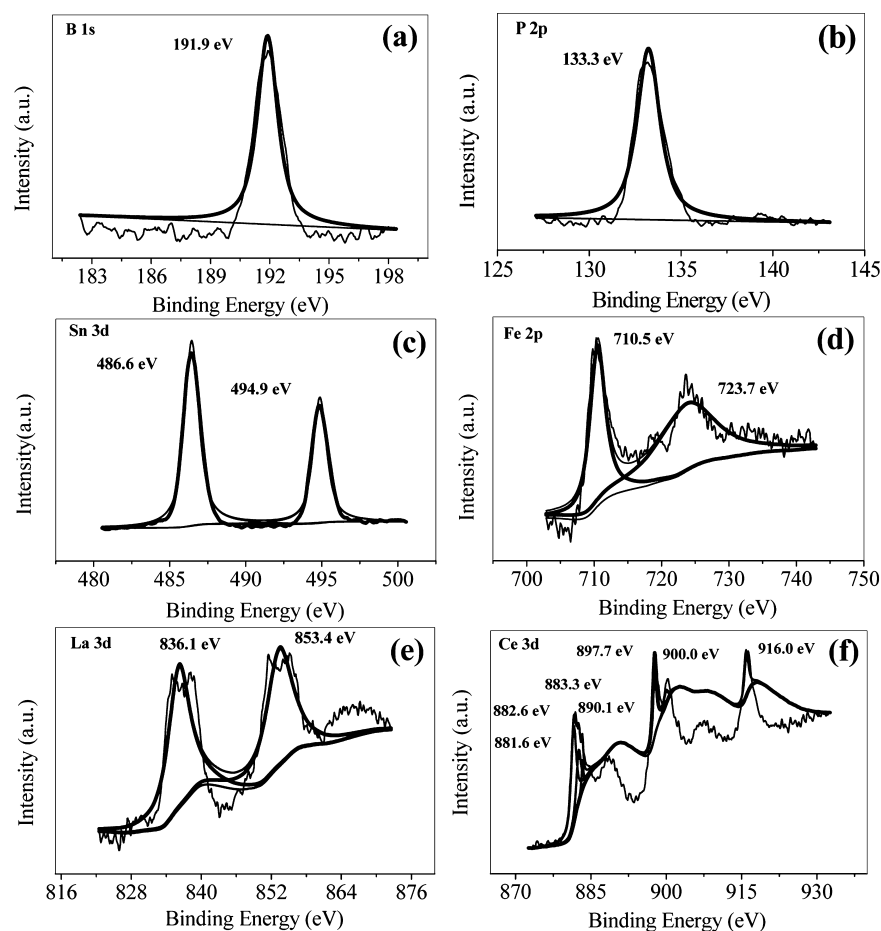 B 1s
(a)
191.9 eV
Intensity (a.u.)
183 186 189 192 195 198
Binding Energy (eV)
P 2p
(b)
133.3 eV
Intensity (a.u.)
125 130 135 140 145
Binding Energy (eV)
Sn 3d
(c)
486.6 eV
494.9 eV
Intensity(a.u.)
480 485 490 495 500
Binding Energy (eV)
Fe 2p
710.5 eV
(d)
723.7 eV
Intensity (a.u.)
700 710 720 730 740 750
Binding Energy (eV)
La 3d
836.1 eV
853.4 eV
(e)
Intensity (a.u.)
816 828 840 852 864 876
Binding Energy (eV)
Ce 3d
897.7 eV
900.0 eV
916.0 eV
(f)
883.3 eV
882.6 eV
890.1 eV
881.6 eV
Intensity (a.u.)
870 885 900 915 930
Binding Energy (eV)